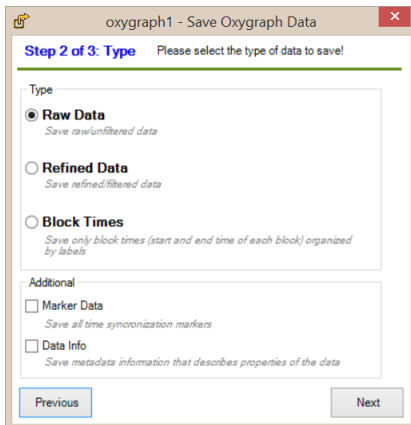 oxygraph1 - Save Oxygraph Data
Step 2 of 3: Type Please select the type of data to save!
Type
Raw Data
Save raw/unfiltered data
Refined Data
Save refined/filtered data
Block Times
Save only block times (start and end time of each block) organized
by labels
Additional
Marker Data
Save all time syncronization markers
Data Info
Save metadata information that describes properties of the data
Previous Next